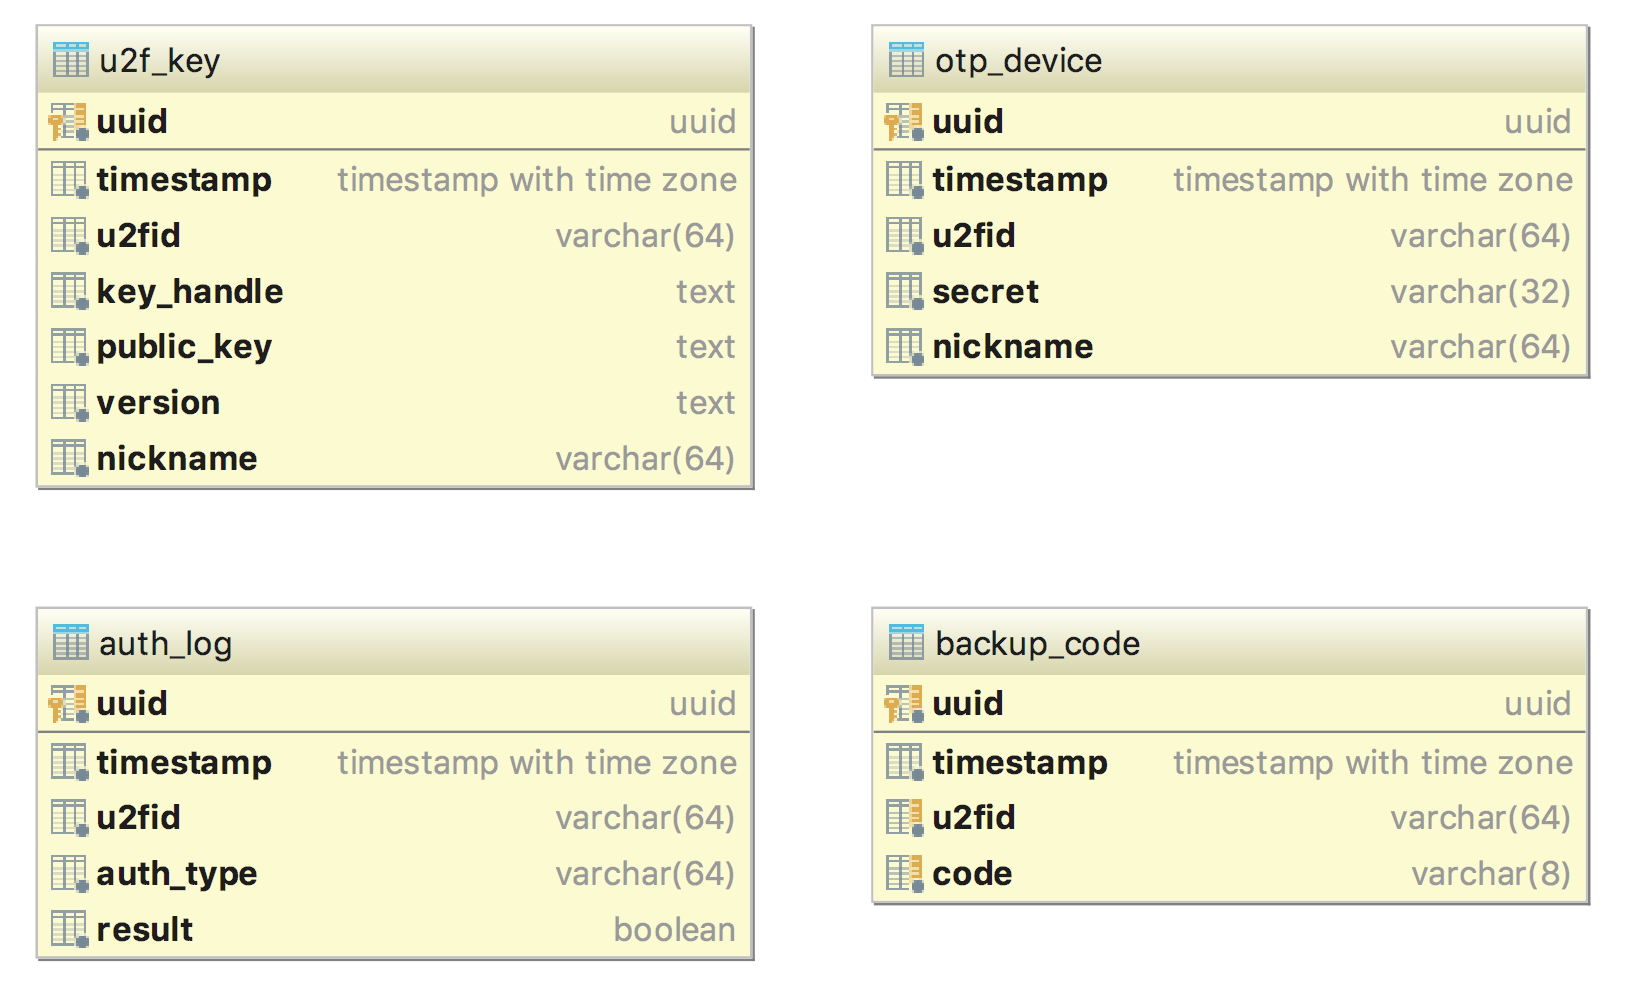 u2f_key
uuid uuid
timestamp timestamp with time zone
u2fid varchar(64)
key_handle text
public_key text
version text
nickname varchar(64)
otp_device
uuid uuid
timestamp timestamp with time zone
u2fid varchar(64)
secret varchar(32)
nickname varchar(64)
auth_log
uuid uuid
timestamp timestamp with time zone
u2fid varchar(64)
auth_type varchar(64)
result boolean
backup_code
uuid uuid
timestamp timestamp with time zone
u2fid varchar(64)
code varchar(8)